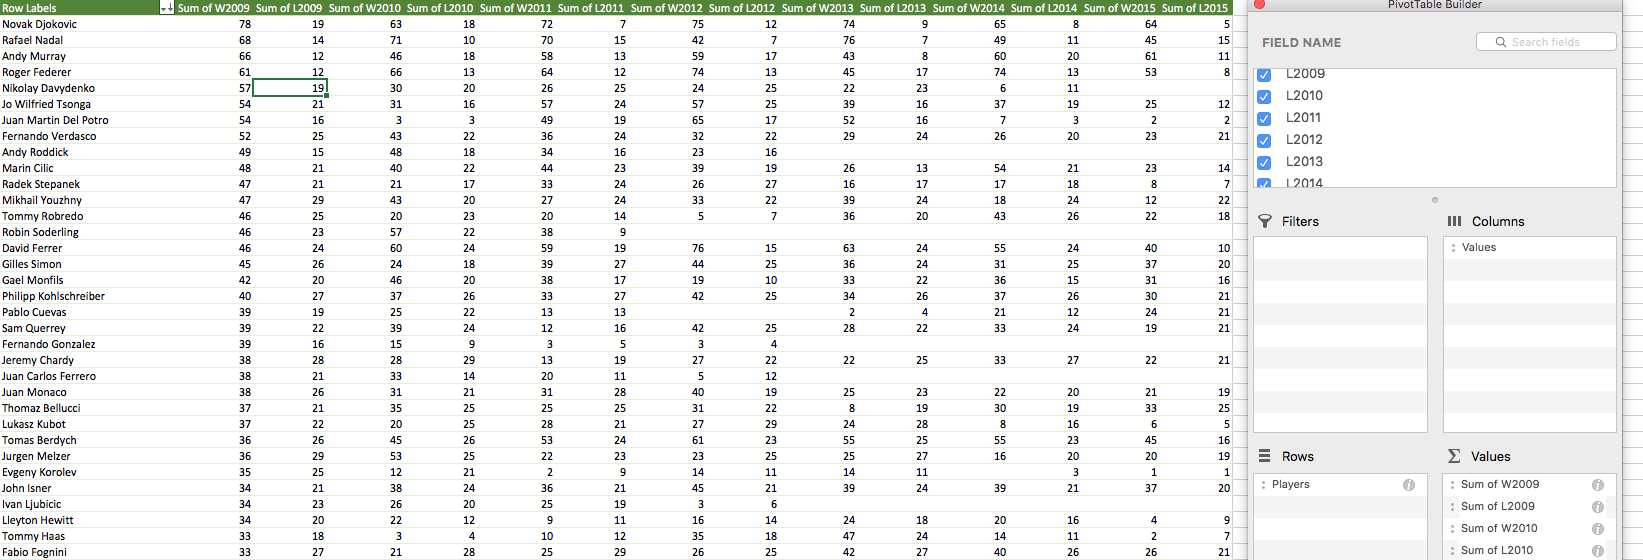 Row Labels Sum of W2009 Sum of L2009 Sum of W2010 Sum of L2010 Sum of W2011 Sum of L2011 Sum of W2012 Sum of L2012 Sum of W2013 Sum of L2013 Sum of W2014 Sum of L2014 Sum of W2015 Sum of L2015
Novak Djokovic 78 19 63 18 72 7 75 12 74 9 65 8 64 5
Rafael Nadal 68 14 71 10 70 15 42 7 76 7 49 11 45 15
Andy Murray 66 12 46 18 58 13 59 17 43 8 60 20 61 11
Roger Federer 61 12 66 13 64 12 74 13 45 17 74 13 53 8
Nikolay Davydenko 57 19 30 20 26 25 24 25 22 23 6 11
Jo Wilfried Tsonga 54 21 31 16 57 24 57 25 39 16 37 19 25 12
Juan Martin Del Potro 54 16 3 3 49 19 65 17 52 16 7 3 2 2
Fernando Verdasco 52 25 43 22 36 24 32 22 29 24 26 20 23 21
Andy Roddick 49 15 48 18 34 16 23 16
Marin Cilic 48 21 40 22 44 23 39 19 26 13 54 21 23 14
Radek Stepanek 47 21 21 17 33 24 26 27 16 17 17 18 8 7
Mikhail Youzhny 47 29 43 20 27 24 33 22 39 24 18 24 12 22
Tommy Robredo 46 25 20 23 20 14 5 7 36 20 43 26 22 18
Robin Soderling 46 23 57 22 38 9
David Ferrer 46 24 60 24 59 19 76 15 63 24 55 24 40 10
Gilles Simon 45 26 24 18 39 27 44 25 36 24 31 25 37 20
Gael Monfils 42 20 46 20 38 17 19 10 33 22 36 15 31 16
Philipp Kohlschreiber 40 27 37 26 33 27 42 25 34 26 37 26 30 21
Pablo Cuevas 39 19 25 22 13 13 2 4 21 12 24 21
Sam Querrey 39 22 39 24 12 16 42 25 28 22 33 24 19 21
Fernando Gonzalez 39 16 15 9 3 5 3 4
Jeremy Chardy 38 28 28 29 13 19 27 22 22 25 33 27 22 21
Juan Carlos Ferrero 38 21 33 14 20 11 5 12
Juan Monaco 38 26 31 21 31 28 40 19 25 23 22 20 21 19
Thomaz Bellucci 37 21 35 25 25 25 31 22 8 19 30 19 33 25
Lukasz Kubot 37 22 20 25 28 21 27 29 24 28 8 16 6 5
Tomas Berdych 36 26 45 26 53 24 61 23 55 25 55 23 45 16
Jurgen Melzer 36 29 53 25 22 23 23 25 25 27 16 20 20 19
Evgeny Korolev 35 25 12 21 2 9 14 11 14 11 3 1 1
John Isner 34 21 38 24 36 21 45 21 39 24 39 21 37 20
Ivan Ljubicic 34 23 26 20 25 19 3 6
Lleyton Hewitt 34 20 22 12 9 11 16 14 24 18 20 16 4 9
Tommy Haas 33 18 3 4 10 12 35 18 47 24 14 11 2 7
Fabio Fognini 33 27 21 28 25 29 26 25 42 27 40 26 26 21
PivotTable Builder
FIELD NAME
Search fields
L2009
L2010
L2011
L2012
L2013
L2014
Filters
Columns
Values
Rows
Values
Players
Sum of W2009
Sum of L2009
Sum of W2010
Sum of L2010